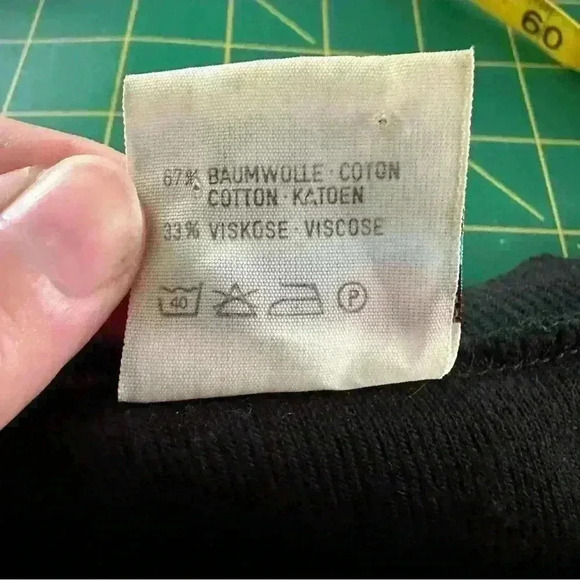 67% BAUMWOLLE · COTON
COTTON · KATOEN
33% VISKOSE · VISCOSE
40 P
60